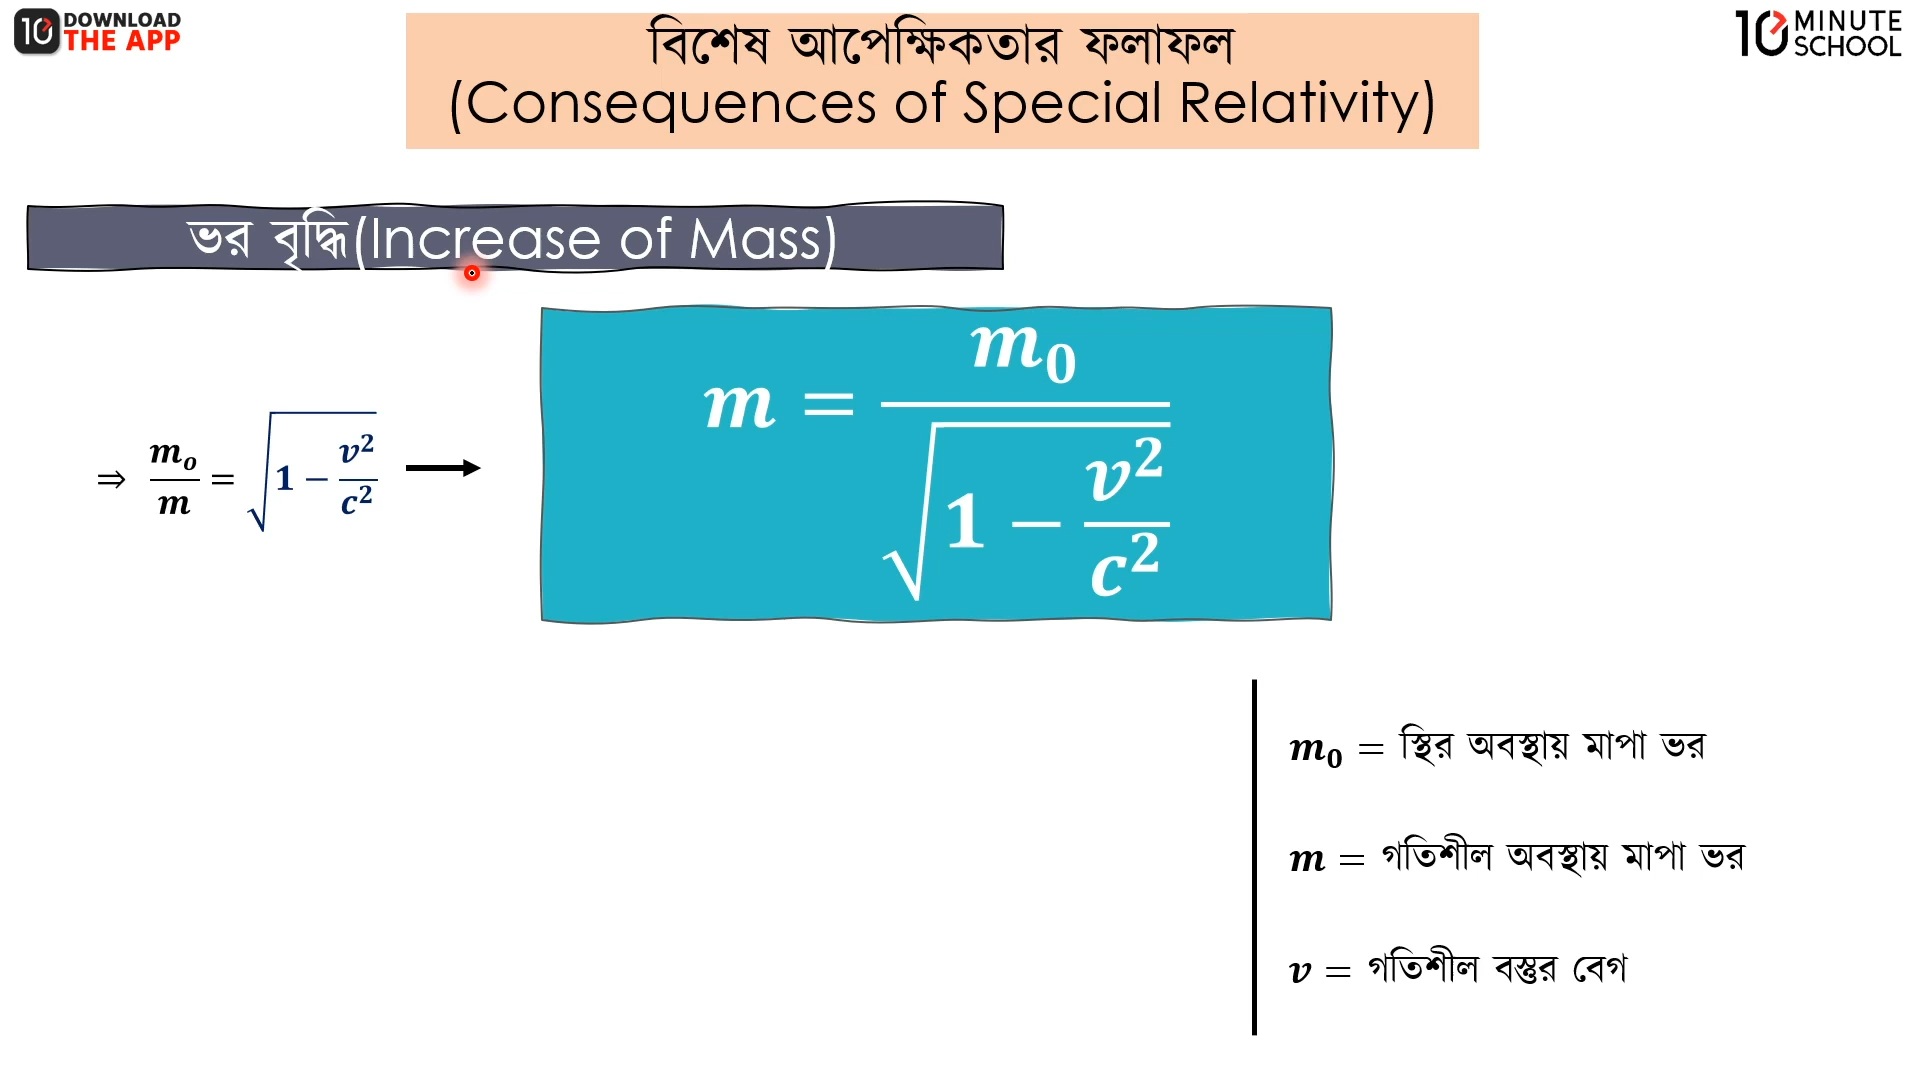 DOWNLOAD
THE APP
10 MINUTE
SCHOOL
বিশেষ আপেক্ষিকতার ফলাফল
(Consequences of Special Relativity)
ভর বৃদ্ধি(Increase of Mass)
⇒ mₒ/m = √(1 − v²/c²)
m = m₀/√(1 − v²/c²)
m₀ = স্থির অবস্থায় মাপা ভর
m = গতিশীল অবস্থায় মাপা ভর
v = গতিশীল বস্তুর বেগ